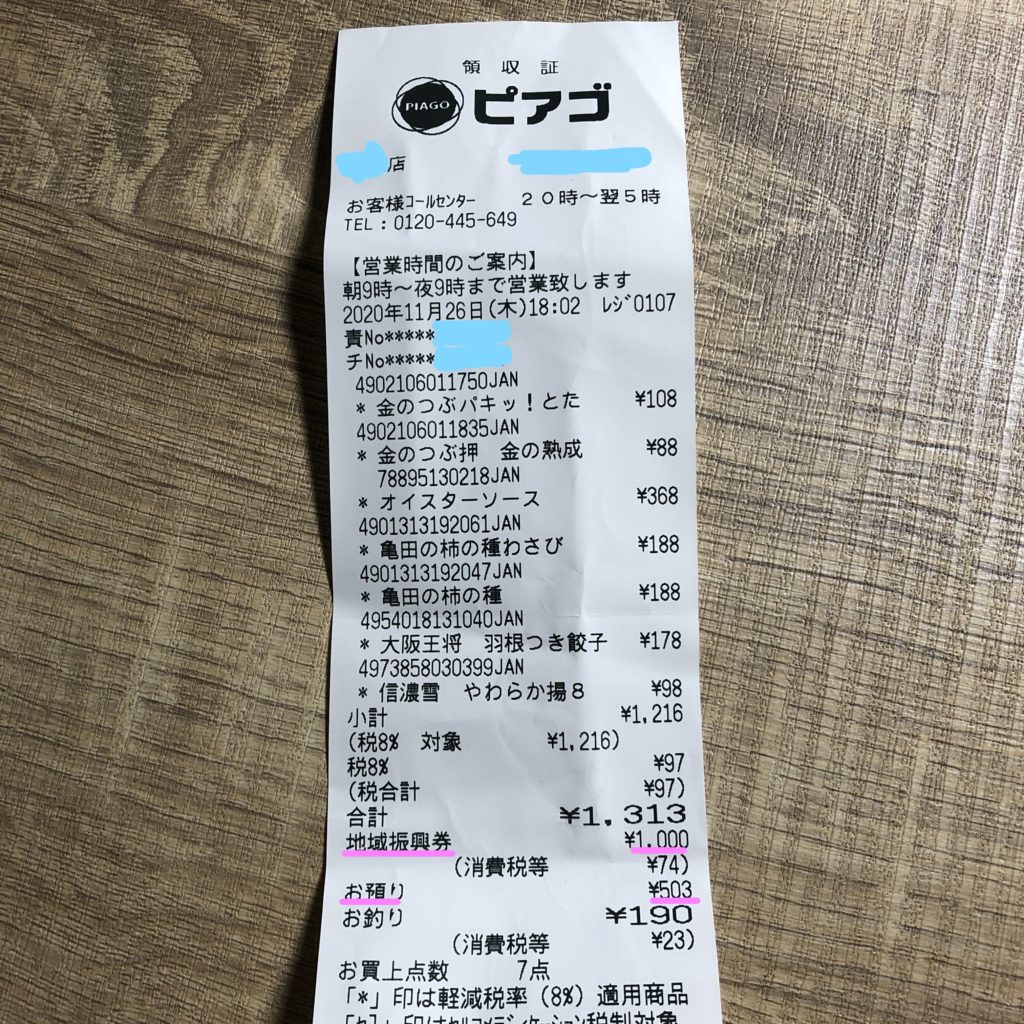 領収証
PIAGO ピアゴ
店
お客様ｺｰﾙｾﾝﾀｰ 20時～翌5時
TEL:0120-445-649
【営業時間のご案内】
朝9時～夜9時まで営業致します
2020年11月26日(木)18:02 ﾚｼﾞ0107
貴No*****
チNo*****
4902106011750JAN
* 金のつぶパキッ！とた ¥108
4902106011835JAN
* 金のつぶ押 金の熟成 ¥88
78895130218JAN
* オイスターソース ¥368
4901313192061JAN
* 亀田の柿の種わさび ¥188
4901313192047JAN
* 亀田の柿の種 ¥188
4954018131040JAN
* 大阪王将 羽根つき餃子 ¥178
4973858030399JAN
* 信濃雪 やわらか揚8 ¥98
小計 ¥1,216
(税8% 対象 ¥1,216)
税8% ¥97
(税合計 ¥97)
合計 ¥1,313
地域振興券 ¥1,000
(消費税等 ¥74)
お預り ¥503
お釣り ¥190
(消費税等 ¥23)
お買上点数 7点
「*」印は軽減税率(8%)適用商品